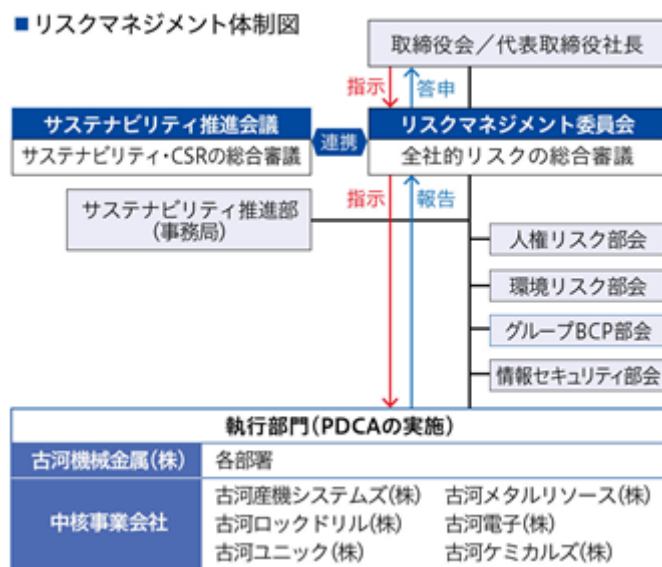 ■リスクマネジメント体制図
取締役会／代表取締役社長
指示
答申
サステナビリティ推進会議
サステナビリティ・CSRの総合審議
連携
リスクマネジメント委員会
全社的リスクの総合審議
サステナビリティ推進部
(事務局)
指示
報告
人権リスク部会
環境リスク部会
グループBCP部会
情報セキュリティ部会
執行部門(PDCAの実施)
古河機械金属(株)
各部署
中核事業会社
古河産機システムズ(株) 古河メタルリソース(株)
古河ロックドリル(株) 古河電子(株)
古河ユニック(株) 古河ケミカルズ(株)